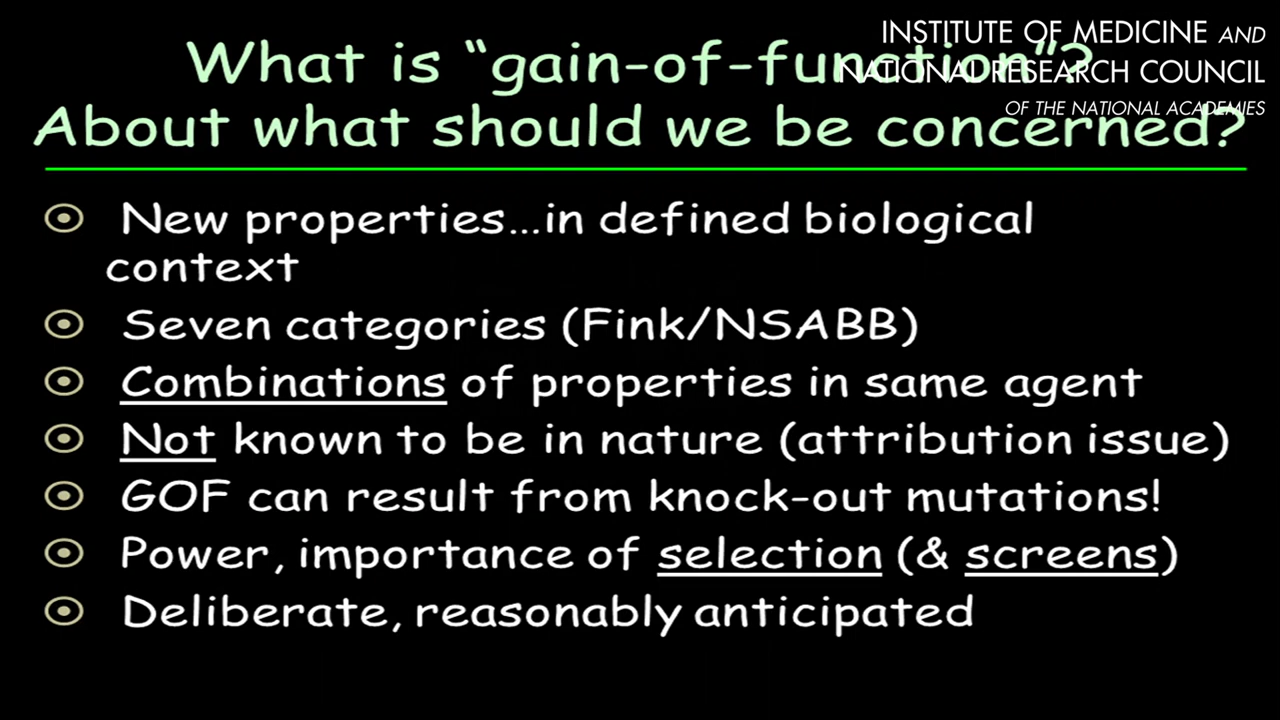 What is “gain-of-function”?
About what should we be concerned?
INSTITUTE OF MEDICINE AND
NATIONAL RESEARCH COUNCIL
OF THE NATIONAL ACADEMIES
New properties...in defined biological
context
Seven categories (Fink/NSABB)
Combinations of properties in same agent
Not known to be in nature (attribution issue)
GOF can result from knock-out mutations!
Power, importance of selection (& screens)
Deliberate, reasonably anticipated